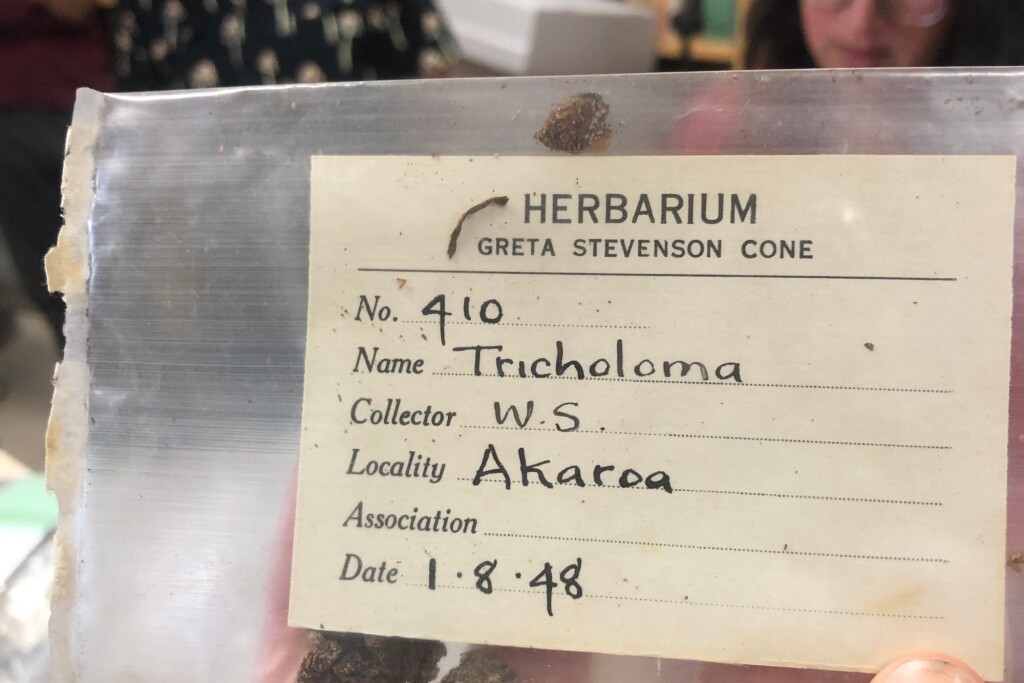 HERBARIUM
GRETA STEVENSON CONE
No. 410
Name Tricholoma
Collector W.S.
Locality Akaroa
Association
Date 1.8.48